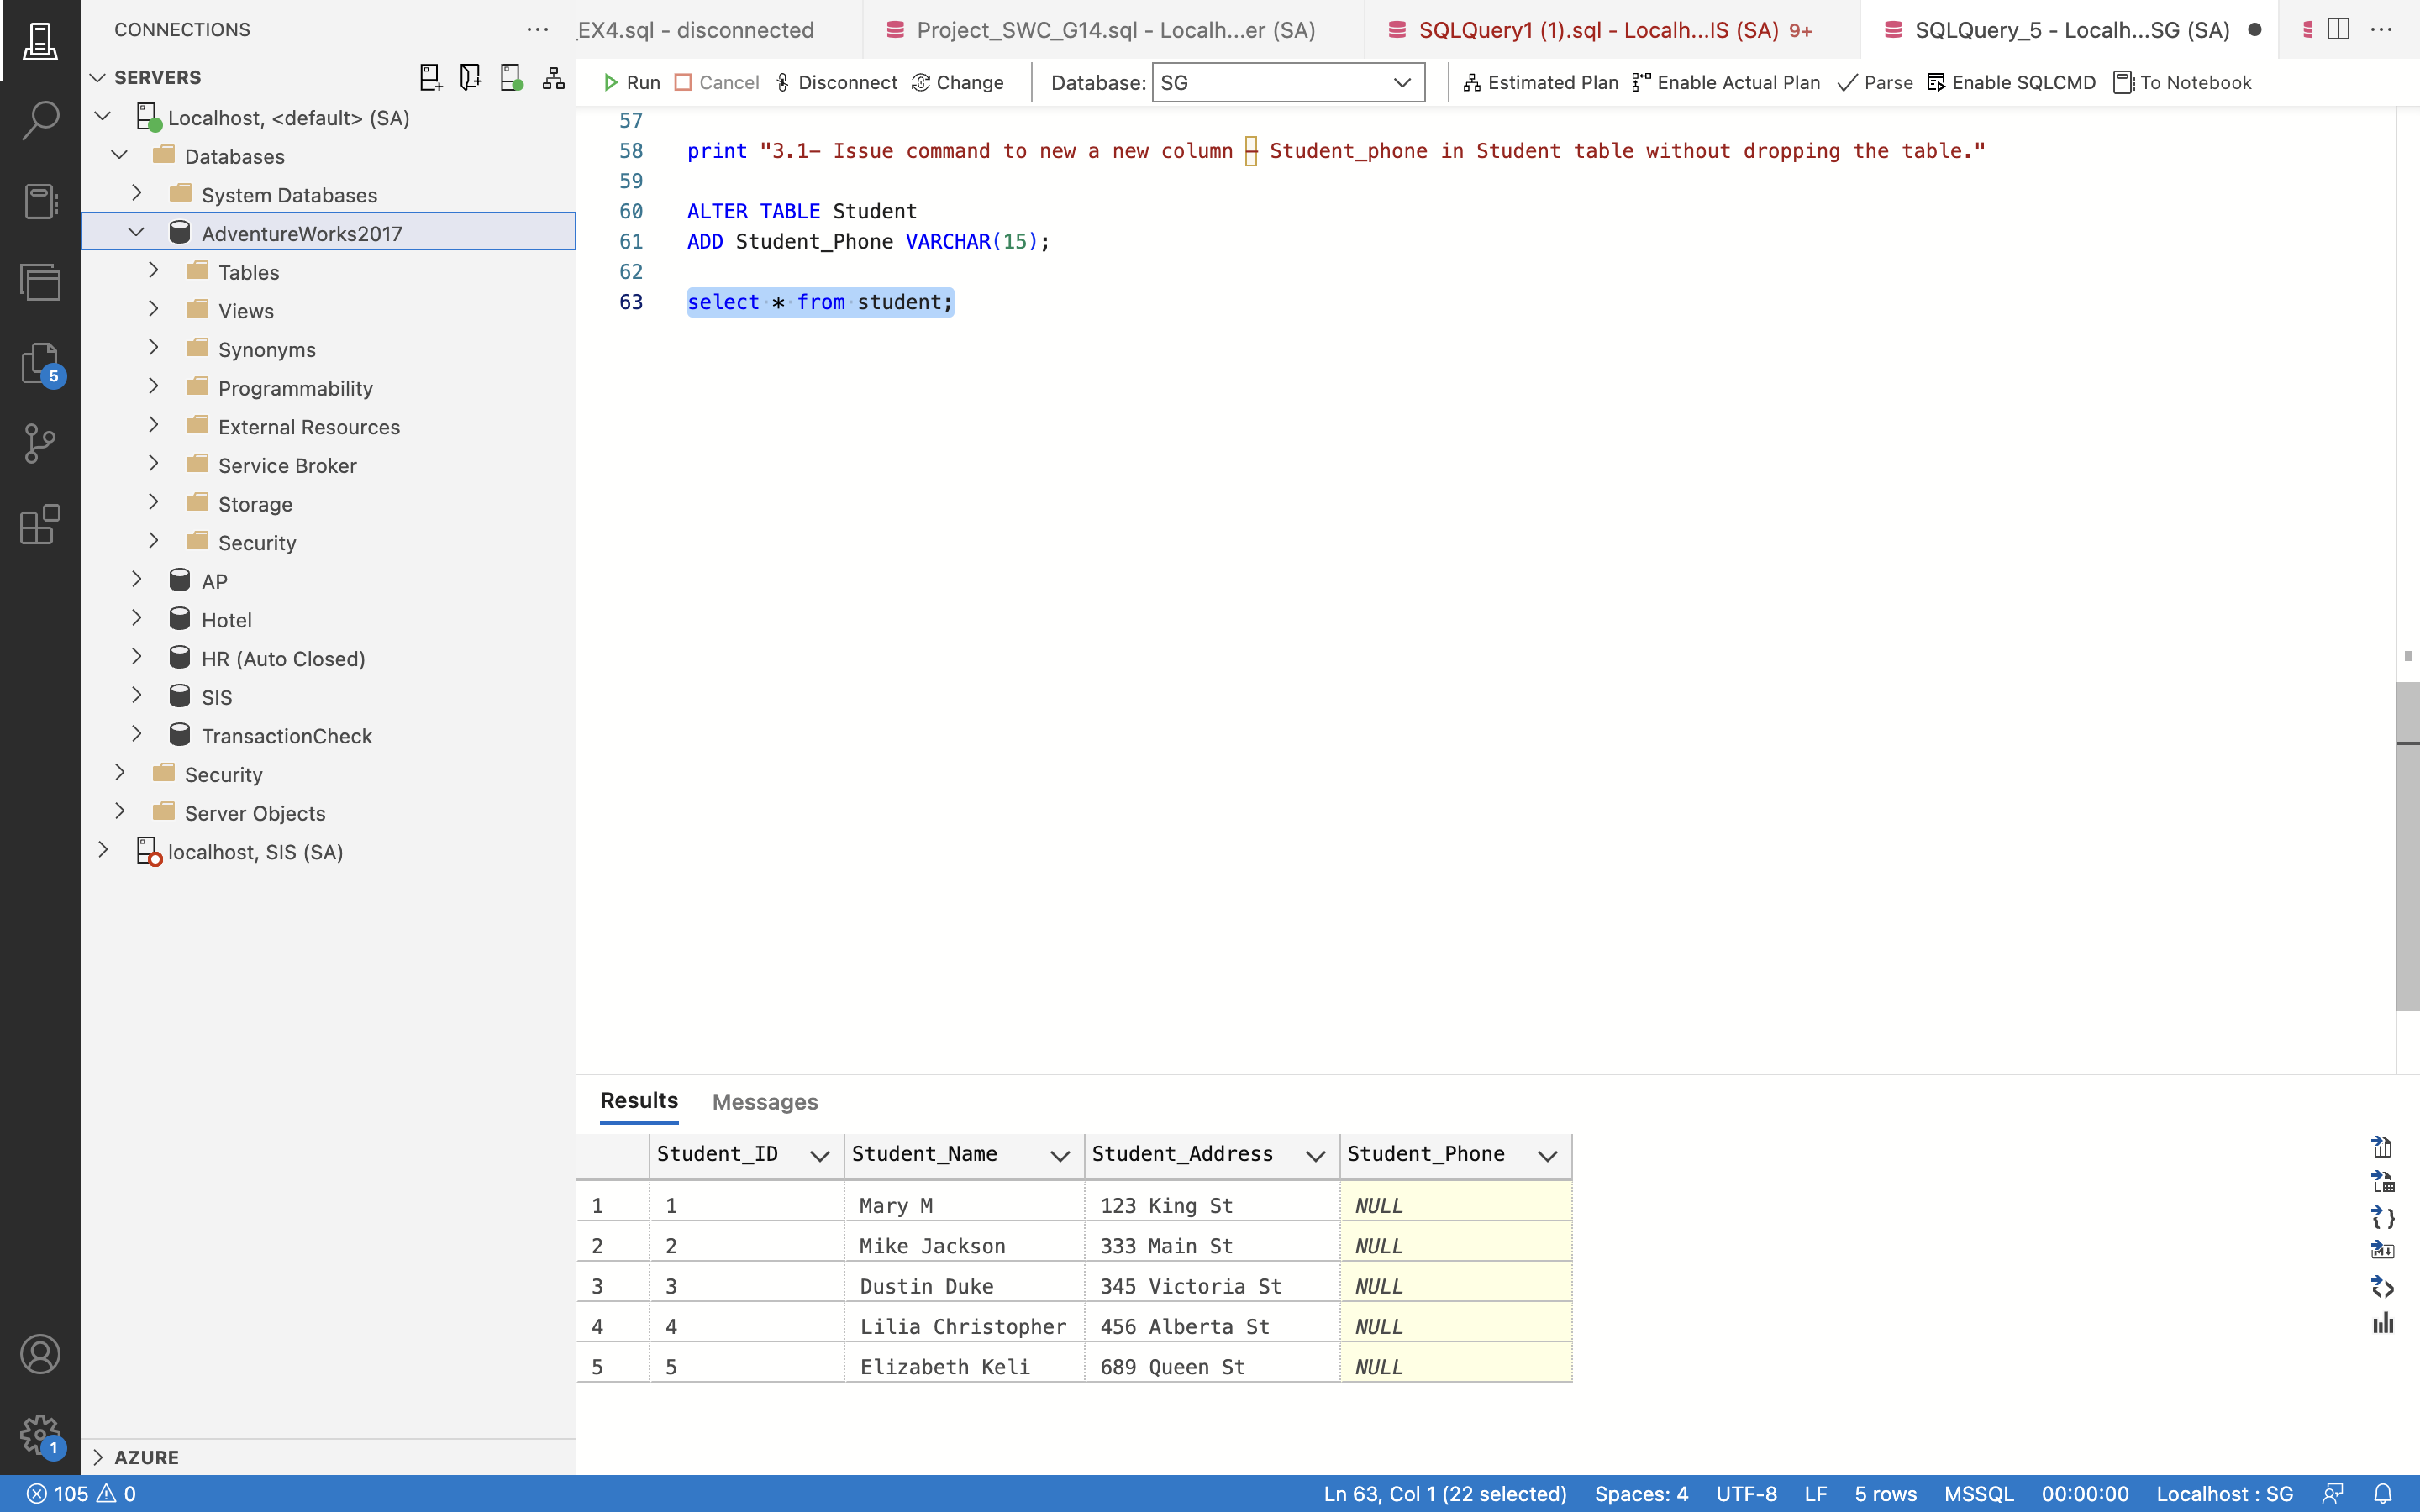 CONNECTIONS
SERVERS
Localhost, <default> (SA)
Databases
System Databases
AdventureWorks2017
Tables
Views
Synonyms
Programmability
External Resources
Service Broker
Storage
Security
AP
Hotel
HR (Auto Closed)
SIS
TransactionCheck
Security
Server Objects
localhost, SIS (SA)
AZURE
5
1
_EX4.sql - disconnected
Project_SWC_G14.sql - Localh...er (SA)
SQLQuery1 (1).sql - Localh...IS (SA) 9+
SQLQuery_5 - Localh...SG (SA)
Run Cancel Disconnect Change Database: SG Estimated Plan Enable Actual Plan Parse Enable SQLCMD To Notebook
57
58 print "3.1- Issue command to new a new column – Student_phone in Student table without dropping the table."
59
60 ALTER TABLE Student
61 ADD Student_Phone VARCHAR(15);
62
63 select * from student;
Results Messages
Student_ID Student_Name Student_Address Student_Phone
1 1 Mary M 123 King St NULL
2 2 Mike Jackson 333 Main St NULL
3 3 Dustin Duke 345 Victoria St NULL
4 4 Lilia Christopher 456 Alberta St NULL
5 5 Elizabeth Keli 689 Queen St NULL
105 0 Ln 63, Col 1 (22 selected) Spaces: 4 UTF-8 LF 5 rows MSSQL 00:00:00 Localhost : SG